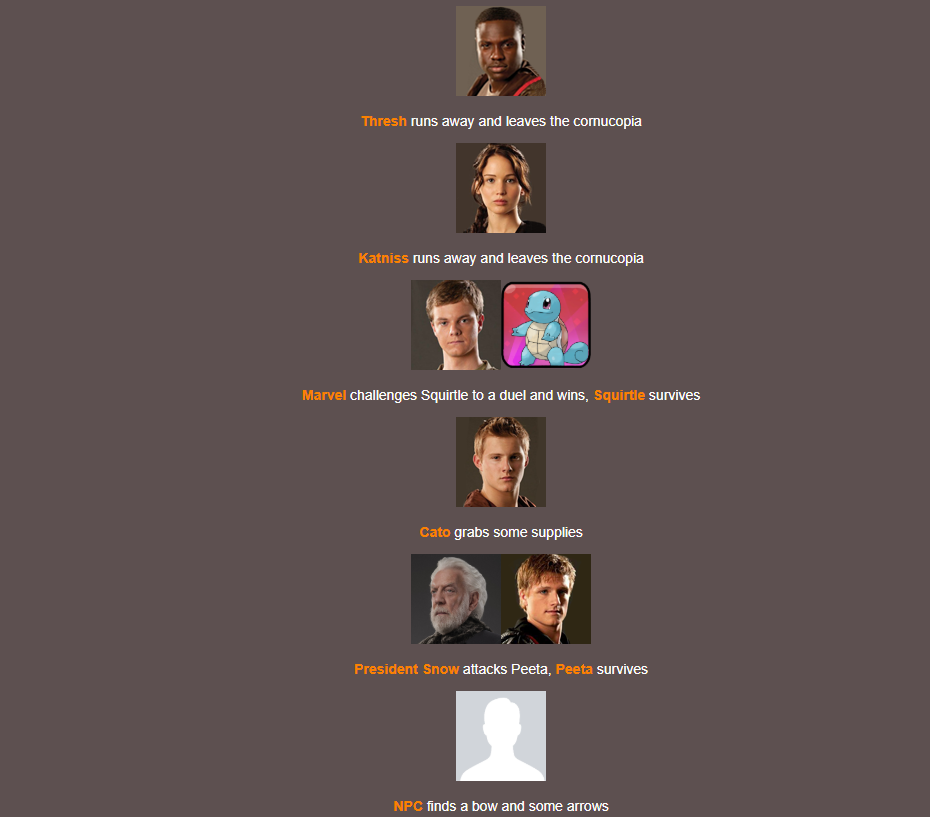 Thresh runs away and leaves the cornucopia
Katniss runs away and leaves the cornucopia
Marvel challenges Squirtle to a duel and wins, Squirtle survives
Cato grabs some supplies
President Snow attacks Peeta, Peeta survives
NPC finds a bow and some arrows